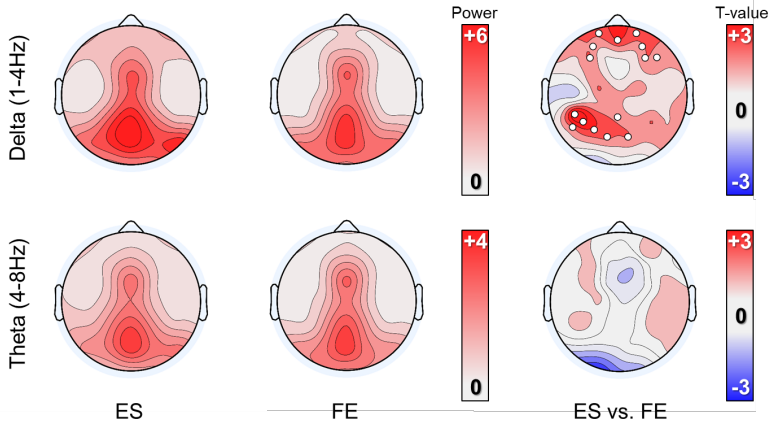 Power
T-value
Delta (1-4Hz)
+6
0
+3
0
-3
Theta (4-8Hz)
+4
0
+3
0
-3
ES
FE
ES vs. FE